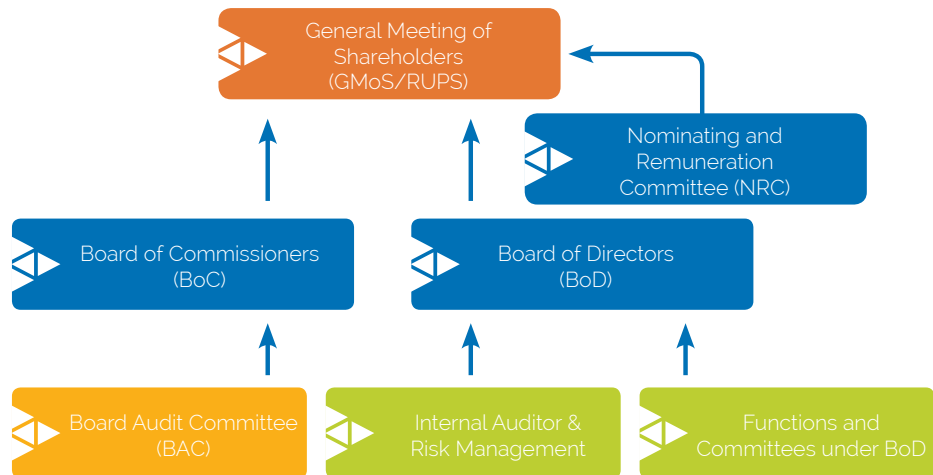 General Meeting of
Shareholders
(GMoS/RUPS)
Nominating and
Remuneration
Committee (NRC)
Board of Commissioners
(BoC)
Board of Directors
(BoD)
Board Audit Committee
(BAC)
Internal Auditor &
Risk Management
Functions and
Committees under BoD